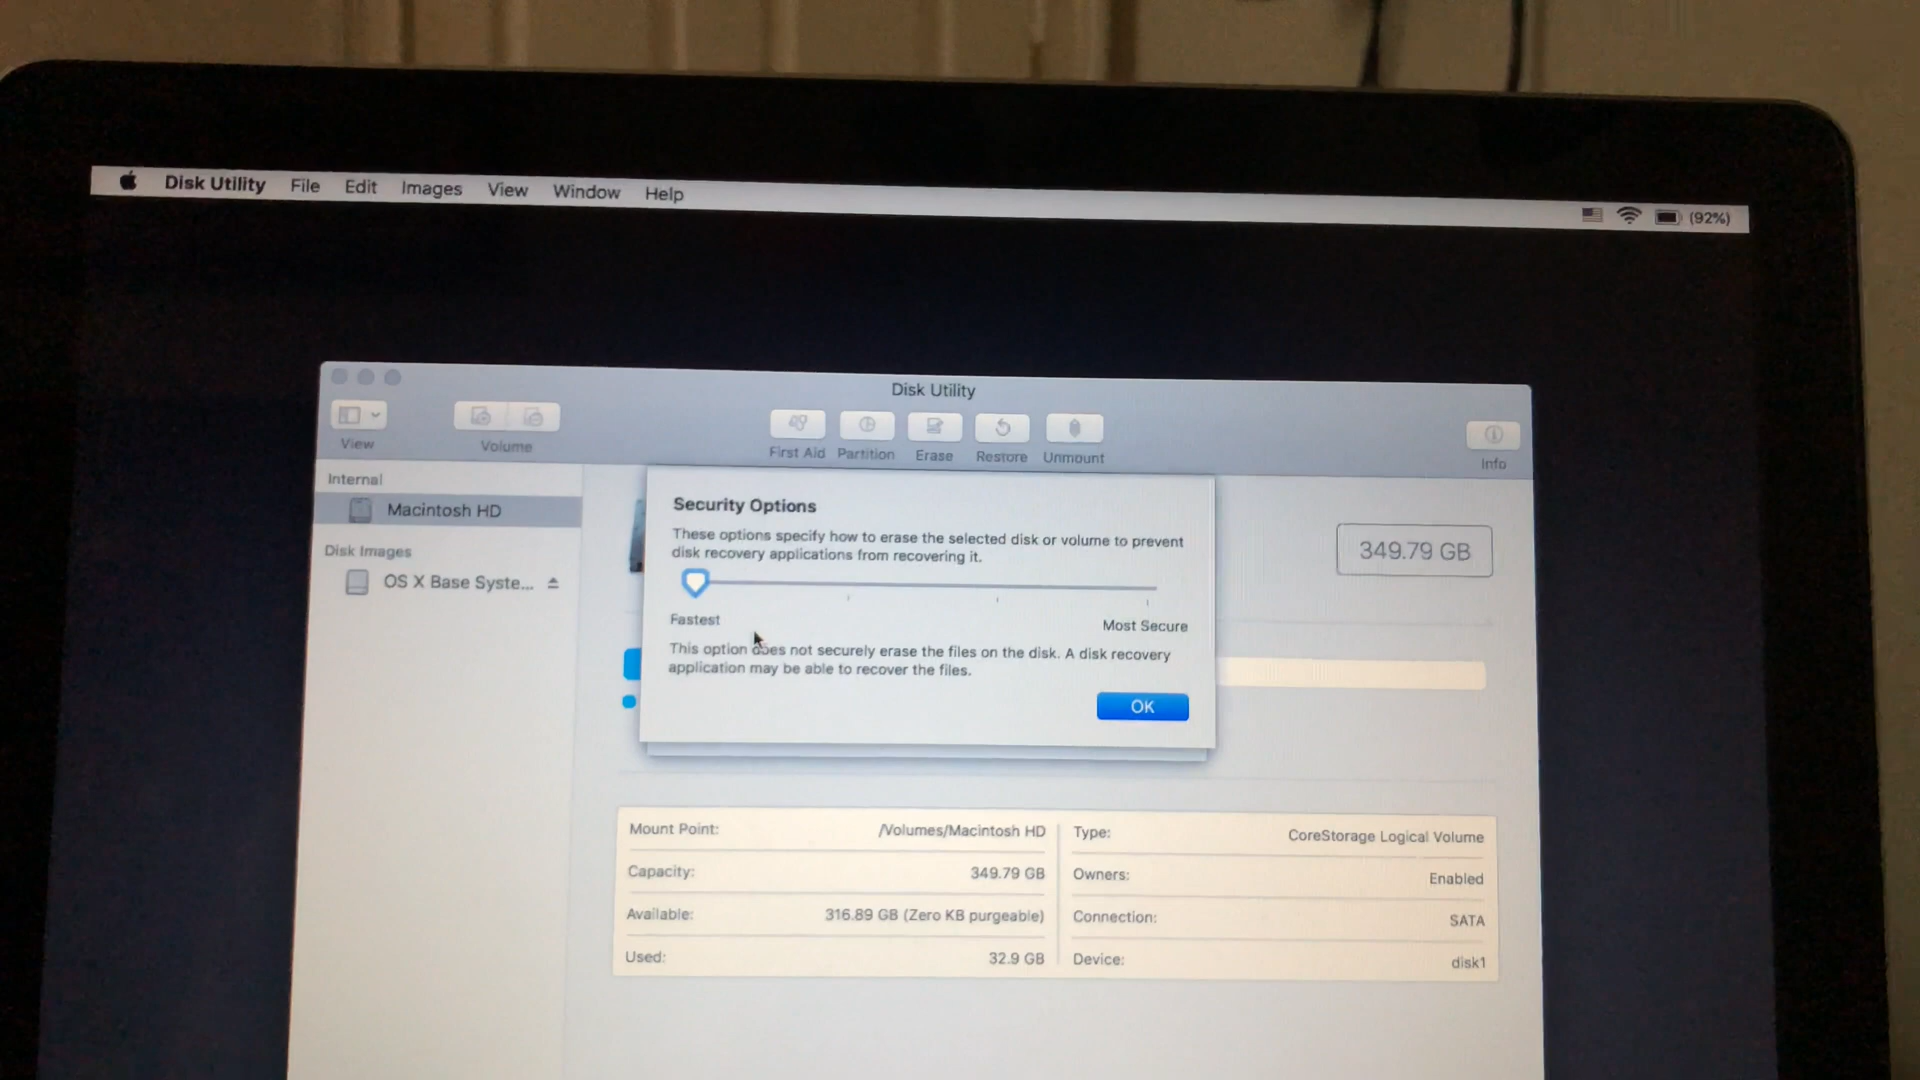 Disk Utility File Edit Images View Window Help
(92%)
Disk Utility
View
Volume
First Aid Partition Erase Restore Unmount
Info
Internal
Macintosh HD
Disk Images
OS X Base Syste...
Security Options
These options specify how to erase the selected disk or volume to prevent
disk recovery applications from recovering it.
Fastest
Most Secure
This option does not securely erase the files on the disk. A disk recovery
application may be able to recover the files.
OK
349.79 GB
Mount Point: /Volumes/Macintosh HD
Capacity: 349.79 GB
Available: 316.89 GB (Zero KB purgeable)
Used: 32.9 GB
Type: CoreStorage Logical Volume
Owners: Enabled
Connection: SATA
Device: disk1